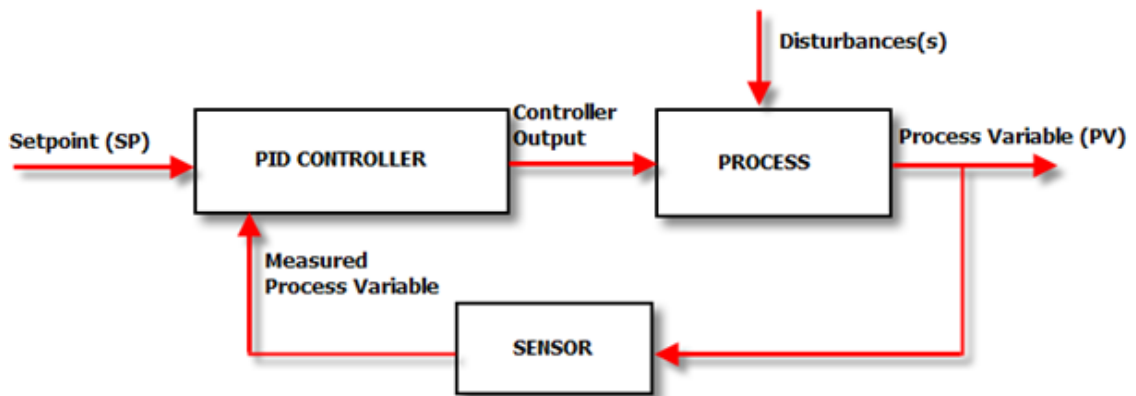 Disturbances(s)
Setpoint (SP)
PID CONTROLLER
Controller
Output
PROCESS
Process Variable (PV)
Measured
Process Variable
SENSOR